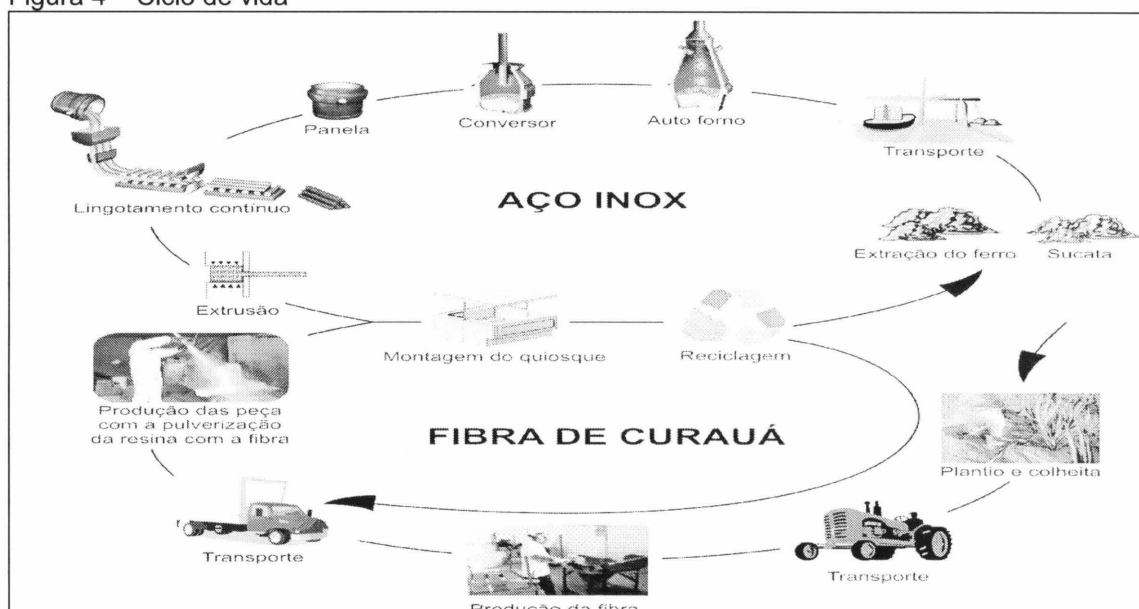 Figura 4 – Ciclo de vida
Panela
Conversor
Auto forno
Transporte
Lingotamento contínuo
AÇO INOX
Extração do ferro
Sucata
Extrusão
Montagem do quiosque
Reciclagem
Produção das peça
com a pulverização
da resina com a fibra
FIBRA DE CURAUÁ
Plantio e colheita
Transporte
Transporte
Produção da fibra